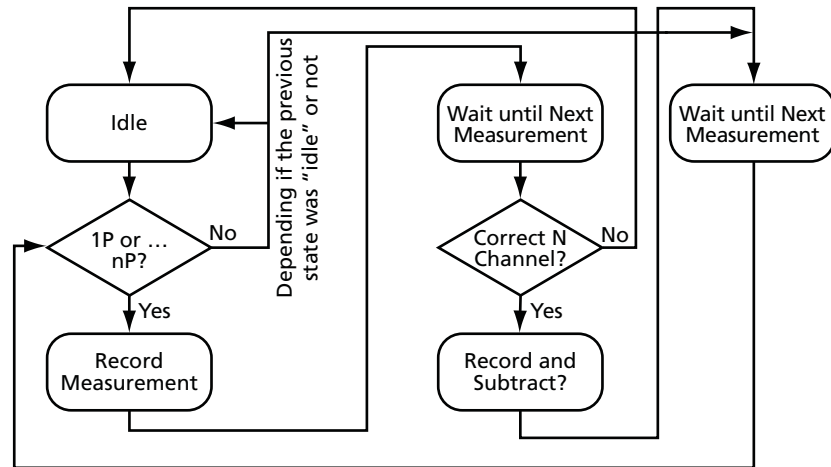 Idle
1P or ...
nP?
No
Yes
Record
Measurement
Depending if the previous
state was “idle” or not
Wait until Next
Measurement
Correct N
Channel?
No
Yes
Record and
Subtract?
Wait until Next
Measurement